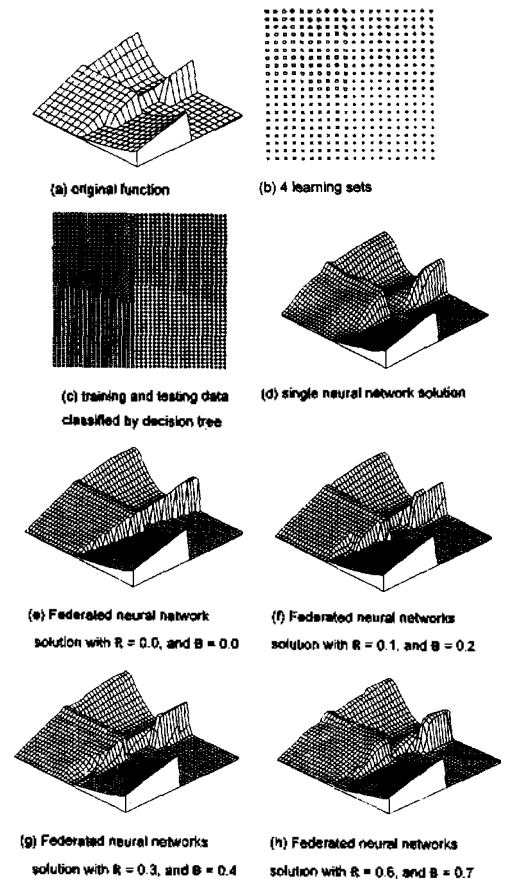 (a) original function
(b) 4 learning sets
(c) training and testing data
classified by decision tree
(d) single neural network solution
(e) Federated neural network
solution with R = 0.0, and B = 0.0
(f) Federated neural networks
solution with R = 0.1, and B = 0.2
(g) Federated neural networks
solution with R = 0.3, and B = 0.4
(h) Federated neural networks
solution with R = 0.6, and B = 0.7